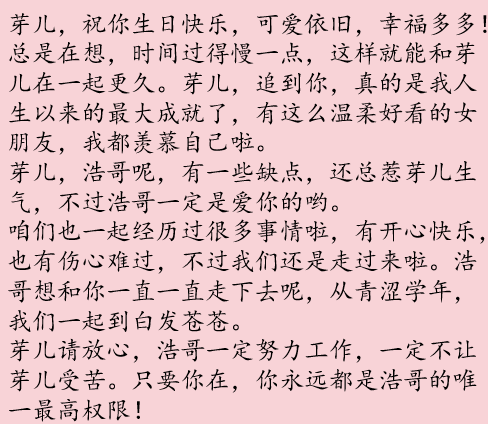 芽儿，祝你生日快乐，可爱依旧，幸福多多！
总是在想，时间过得慢一点，这样就能和芽
儿在一起更久。芽儿，追到你，真的是我人
生以来的最大成就了，有这么温柔好看的女
朋友，我都羡慕自己啦。
芽儿，浩哥呢，有一些缺点，还总惹芽儿生
气，不过浩哥一定是爱你的哟。
咱们也一起经历过很多事情啦，有开心快乐，
也有伤心难过，不过我们还是走过来啦。浩
哥想和你一直一直走下去呢，从青涩学年，
我们一起到白发苍苍。
芽儿请放心，浩哥一定努力工作，一定不让
芽儿受苦。只要你在，你永远都是浩哥的唯
一最高权限！